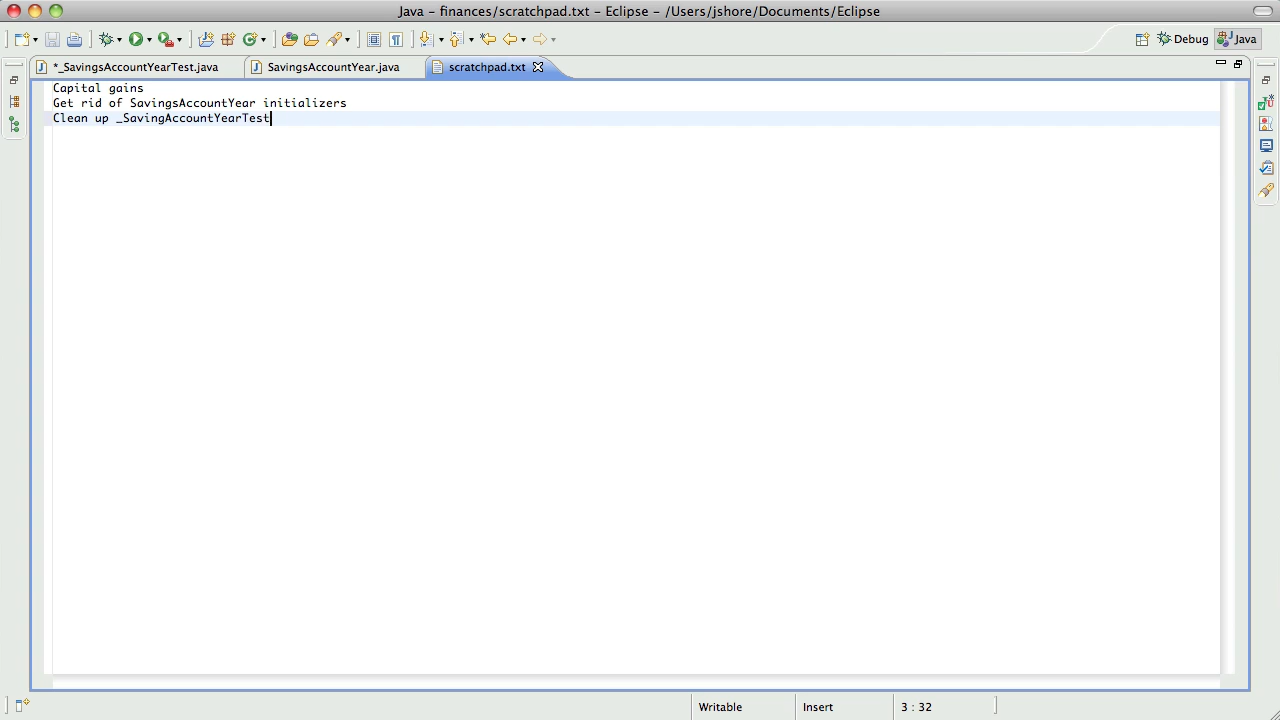 Java - finances/scratchpad.txt - Eclipse - /Users/jshore/Documents/Eclipse
Debug
Java
*_SavingsAccountYearTest.java
SavingsAccountYear.java
scratchpad.txt
Capital gains
Get rid of SavingsAccountYear initializers
Clean up _SavingAccountYearTest
Writable
Insert
3 : 32